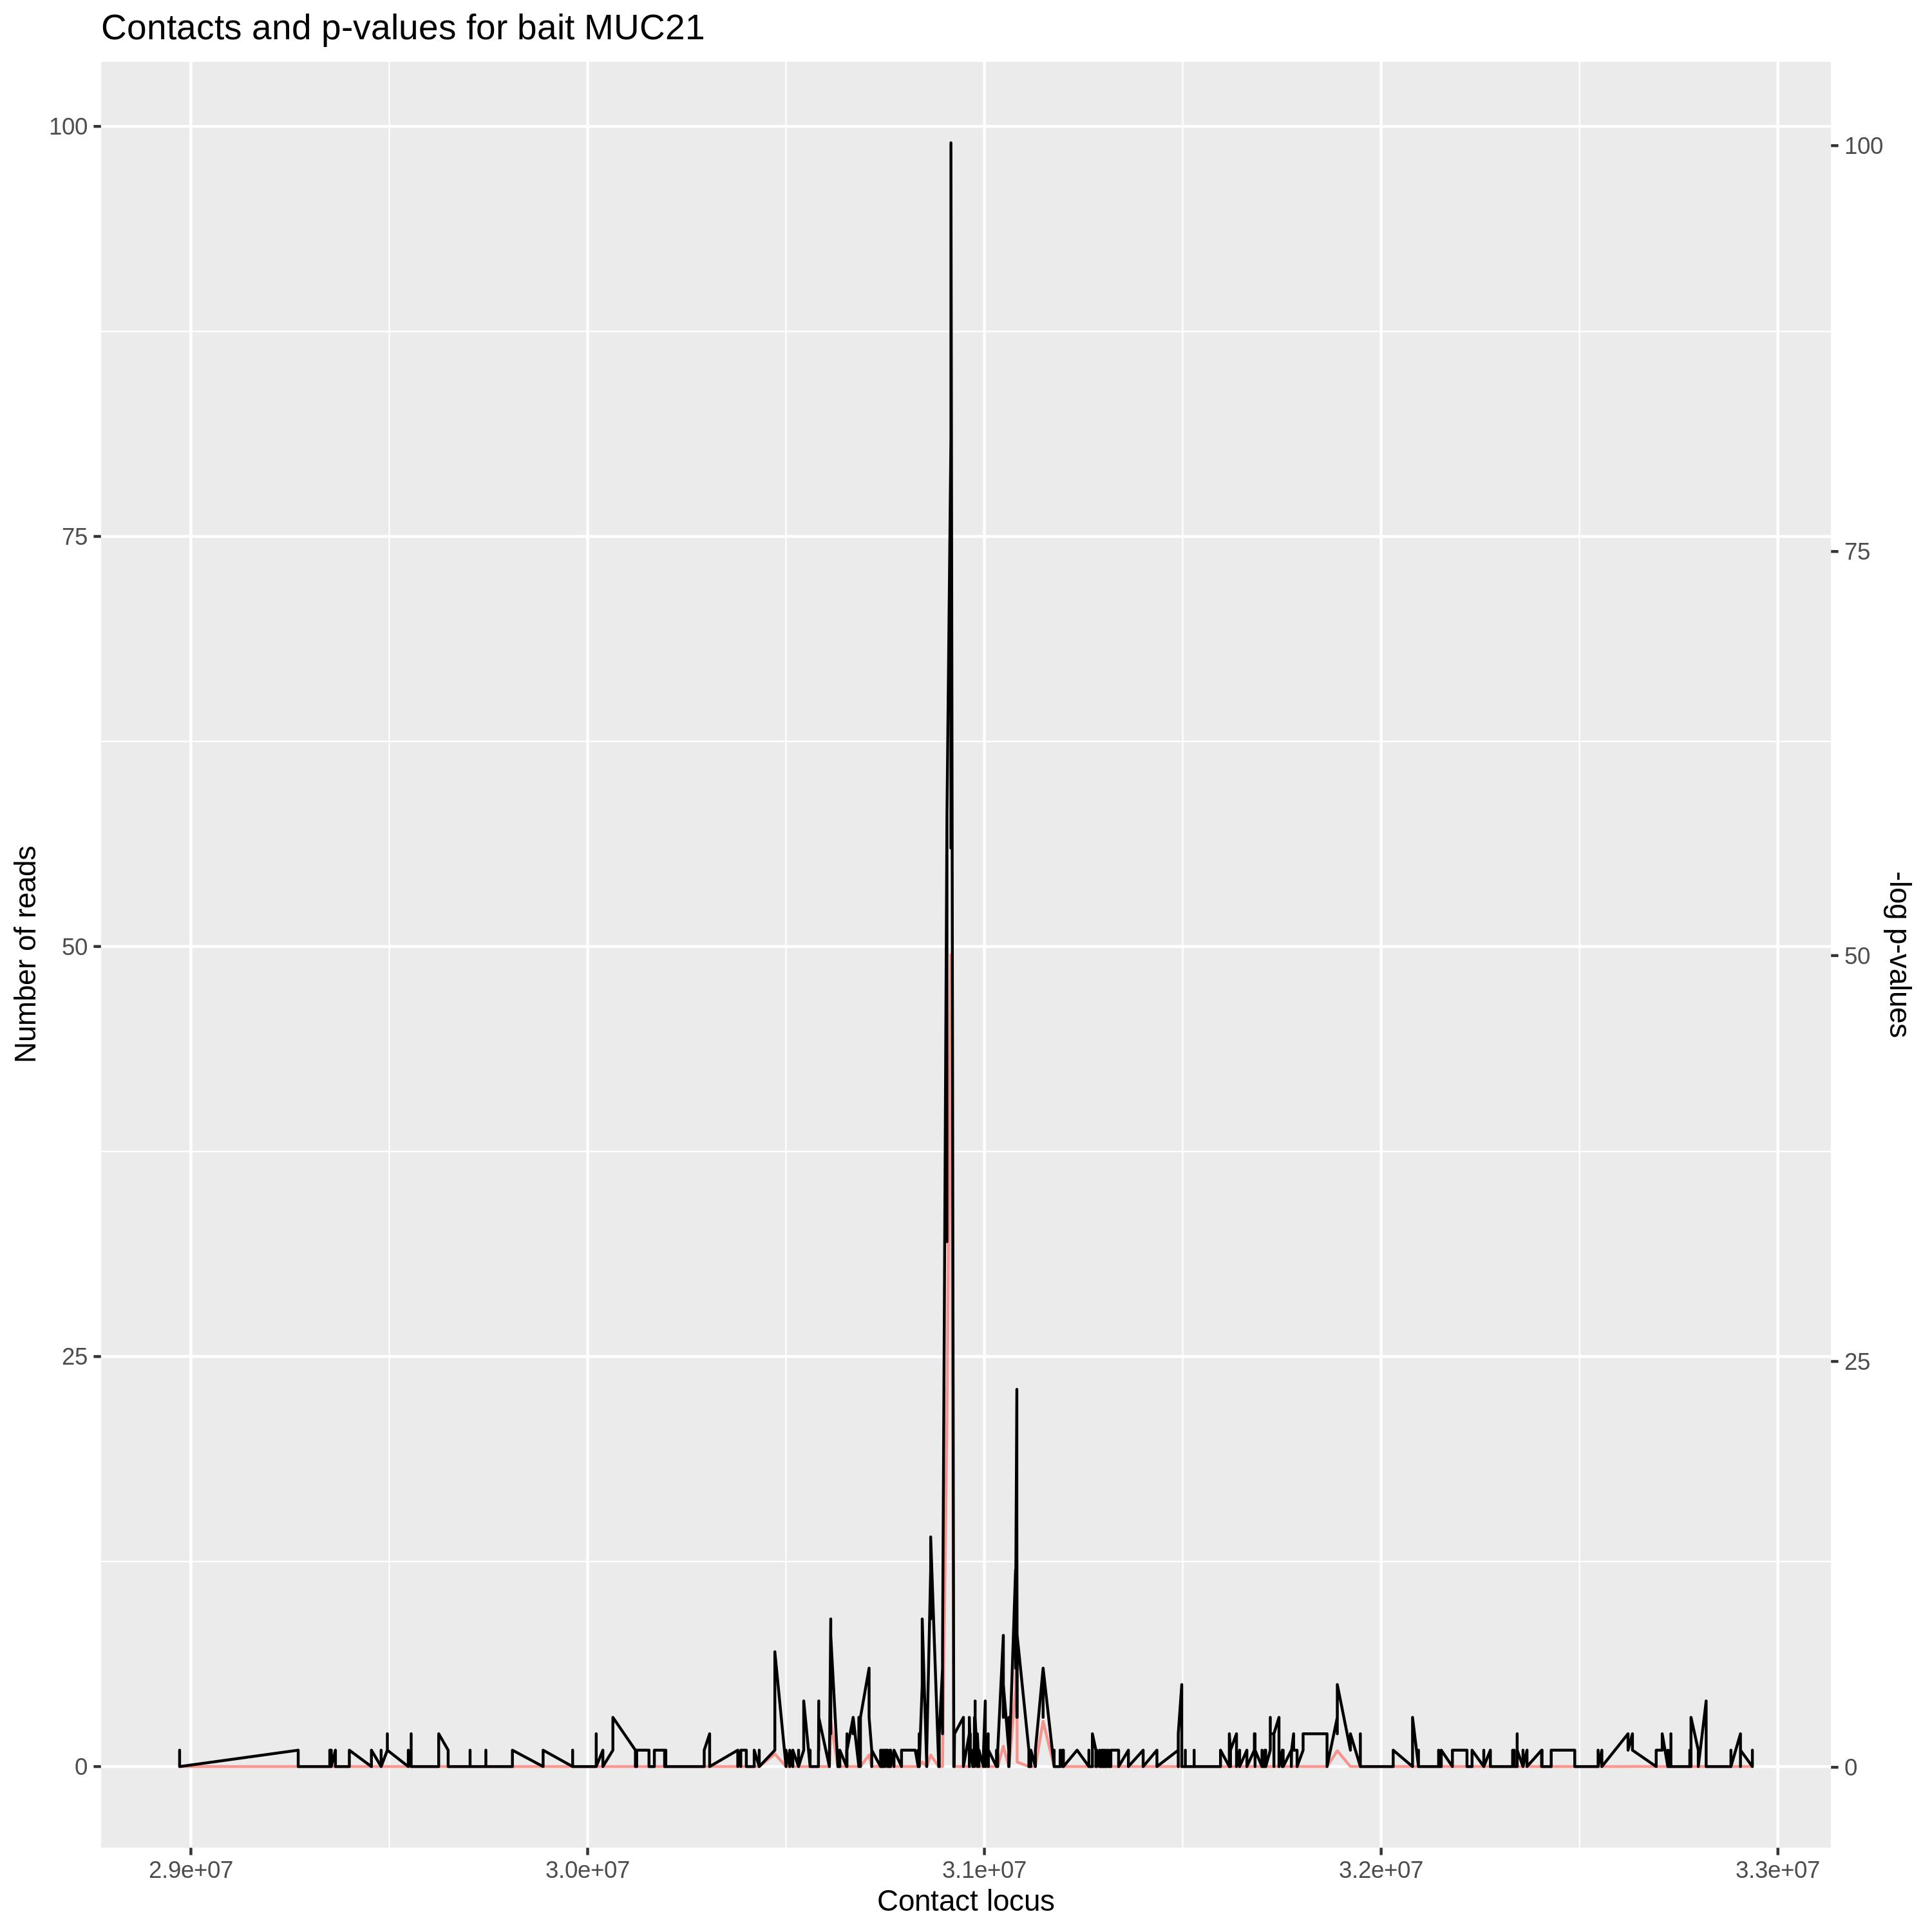 Contacts and p-values for bait MUC21
100
75
50
25
0
Number of reads
100
75
50
25
0
-log p-values
2.9e+07
3.0e+07
3.1e+07
3.2e+07
3.3e+07
Contact locus